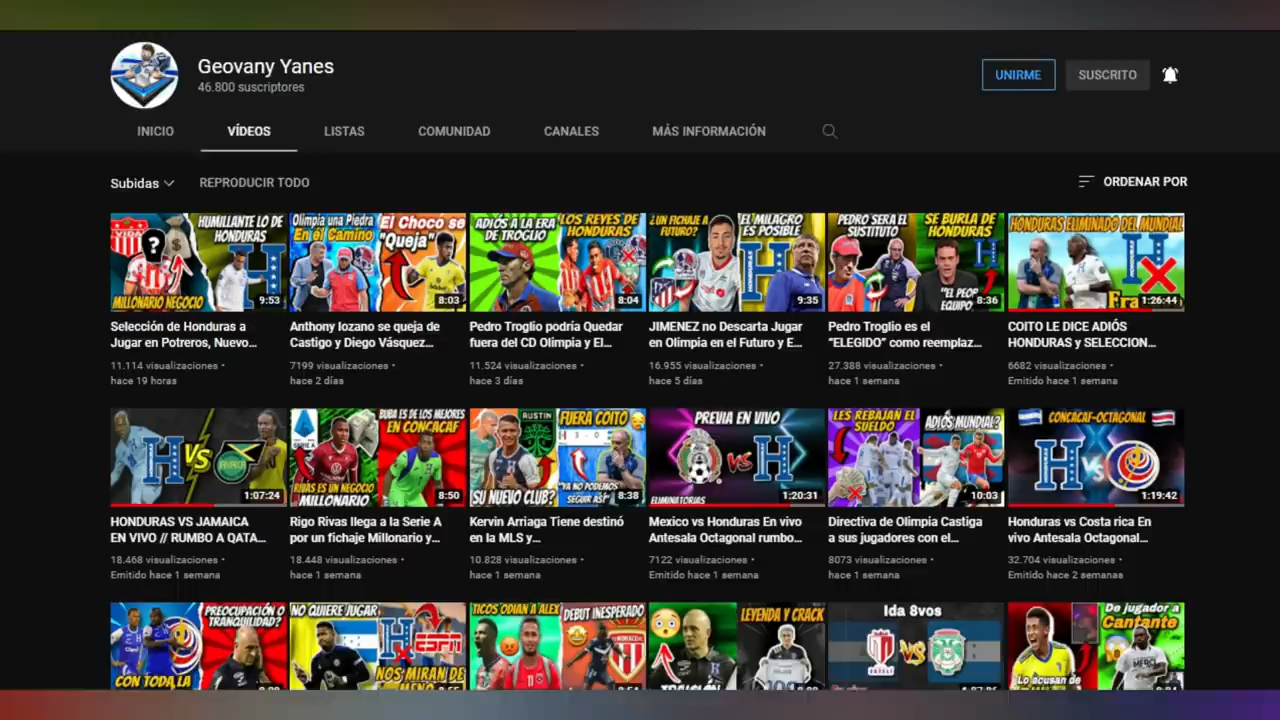 Geovany Yanes
46.800 suscriptores
UNIRME
SUSCRITO
INICIO
VÍDEOS
LISTAS
COMUNIDAD
CANALES
MÁS INFORMACIÓN
Subidas
REPRODUCIR TODO
ORDENAR POR
HUMILLANTE LO DE
HONDURAS
MILLONARIO NEGOCIO
9:53
Olimpia una Piedra
En el Camino
El Choco se
"Queja"
8:03
ADIÓS A LA ERA
DE TROGLIO
LOS REYES DE
HONDURAS
8:04
¿UN FICHAJE A
FUTURO?
EL MILAGRO
ES POSIBLE
9:35
PEDRO SERA EL
SUSTITUTO
SE BURLA DE
HONDURAS
"EL PEOR
EQUIPO
8:36
HONDURAS ELIMINADO DEL MUNDIAL
1:26:44
Selección de Honduras a
Jugar en Potreros, Nuevo...
11.114 visualizaciones •
hace 19 horas
Anthony lozano se queja de
Castigo y Diego Vásquez...
7199 visualizaciones •
hace 2 días
Pedro Troglio podría Quedar
fuera del CD Olimpia y El...
11.524 visualizaciones •
hace 3 días
JIMENEZ no Descarta Jugar
en Olimpia en el Futuro y E...
16.955 visualizaciones •
hace 5 días
Pedro Troglio es el
"ELEGIDO" como reemplaz...
27.388 visualizaciones •
hace 1 semana
COITO LE DICE ADIÓS
HONDURAS y SELECCION...
6682 visualizaciones •
Emitido hace 1 semana
VS
1:07:24
RIVAS ES UN NEGOCIO
MILLONARIO
BUBA ES DE LOS MEJORES
EN CONCACAF
8:50
AUSTIN
SU NUEVO CLUB?
FUERA COITO
3 - 0
"YA NO PODEMOS
SEGUIR ASI"
8:38
PREVIA EN VIVO
VS
ELIMINATORIAS
1:20:31
LES REBAJAN EL
SUELDO
ADIÓS MUNDIAL?
10:03
CONCACAF-OCTAGONAL
VS
1:19:42
HONDURAS VS JAMAICA
EN VIVO // RUMBO A QATA...
18.468 visualizaciones •
Emitido hace 1 semana
Rigo Rivas llega a la Serie A
por un fichaje Millonario y...
18.448 visualizaciones •
hace 1 semana
Kervin Arriaga Tiene destinó
en la MLS y...
10.828 visualizaciones •
hace 1 semana
Mexico vs Honduras En vivo
Antesala Octagonal rumbo...
7122 visualizaciones •
Emitido hace 1 semana
Directiva de Olimpia Castiga
a sus jugadores con el...
8073 visualizaciones •
hace 1 semana
Honduras vs Costa rica En
vivo Antesala Octagonal...
32.704 visualizaciones •
Emitido hace 2 semanas
PREOCUPACIÓN O
TRANQUILIDAD?
CON TODA LA
NO QUIERE JUGAR
ESPN
NOS MIRAN DE
TICOS ODIAN A ALEX
DEBUT INESPERADO
LEYENDA Y CRACK
Ida 8vos
VS
De jugador a
Cantante
Lo acusan de